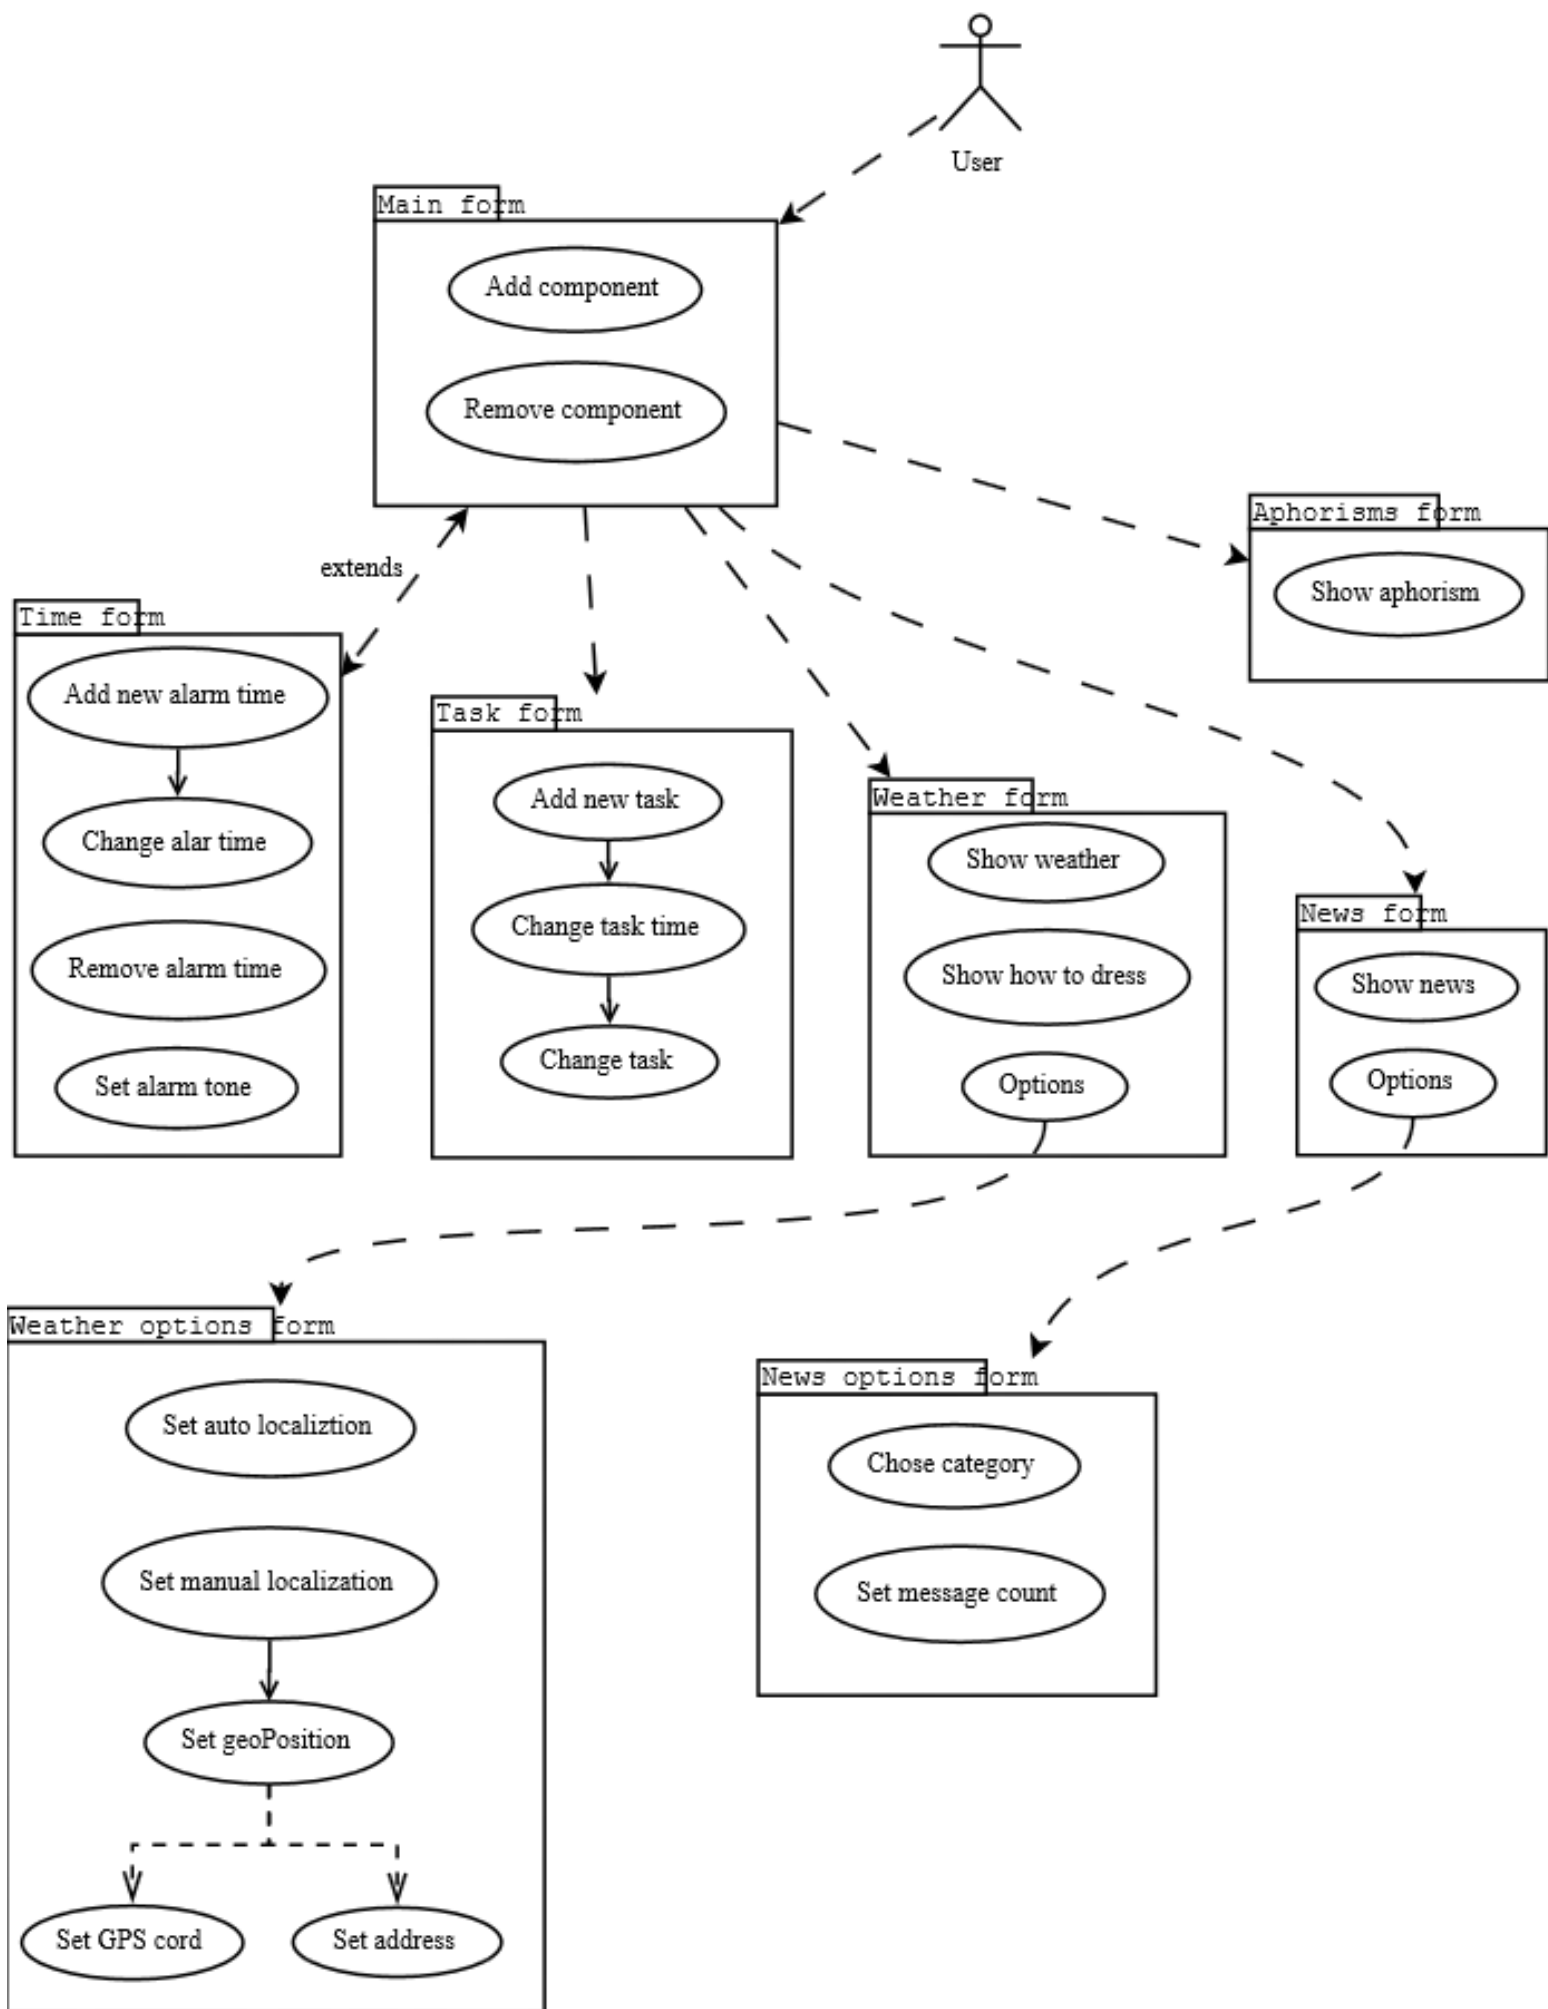 User
Main form
Add component
Remove component
Aphorisms form
Show aphorism
extends
Time form
Add new alarm time
Change alar time
Remove alarm time
Set alarm tone
Task form
Add new task
Change task time
Change task
Weather form
Show weather
Show how to dress
Options
News form
Show news
Options
Weather options form
Set auto localiztion
Set manual localization
Set geoPosition
Set GPS cord
Set address
News options form
Chose category
Set message count